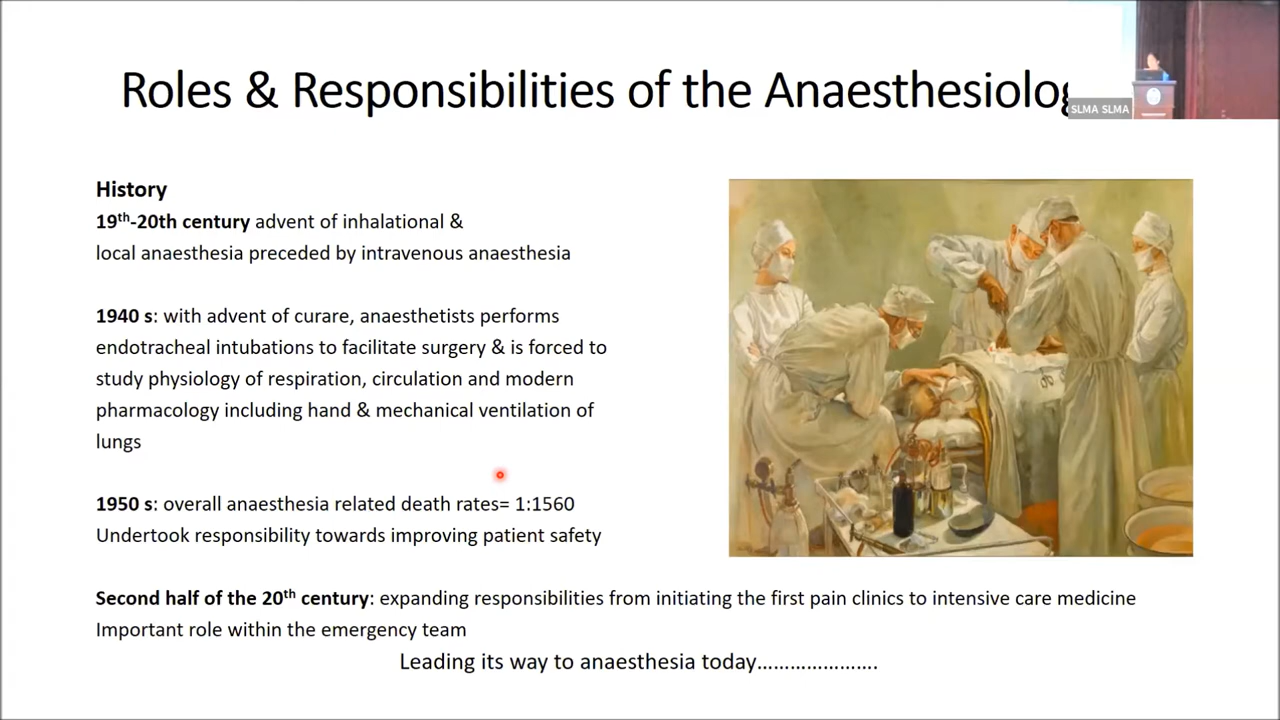 Roles & Responsibilities of the Anaesthesiolog
SLMA SLMA
History
19th-20th century advent of inhalational &
local anaesthesia preceded by intravenous anaesthesia
1940 s: with advent of curare, anaesthetists performs
endotracheal intubations to facilitate surgery & is forced to
study physiology of respiration, circulation and modern
pharmacology including hand & mechanical ventilation of
lungs
1950 s: overall anaesthesia related death rates= 1:1560
Undertook responsibility towards improving patient safety
Second half of the 20th century: expanding responsibilities from initiating the first pain clinics to intensive care medicine
Important role within the emergency team
Leading its way to anaesthesia today………………….